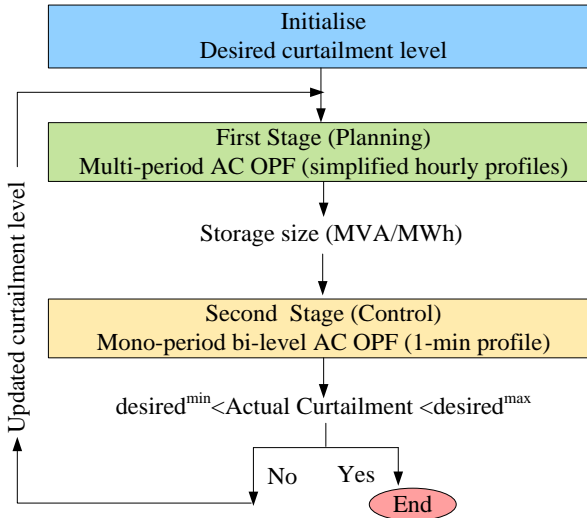 Initialise
Desired curtailment level
First Stage (Planning)
Multi-period AC OPF (simplified hourly profiles)
Storage size (MVA/MWh)
Second Stage (Control)
Mono-period bi-level AC OPF (1-min profile)
desired^min<Actual Curtailment <desired^max
No
Yes
End
Updated curtailment level